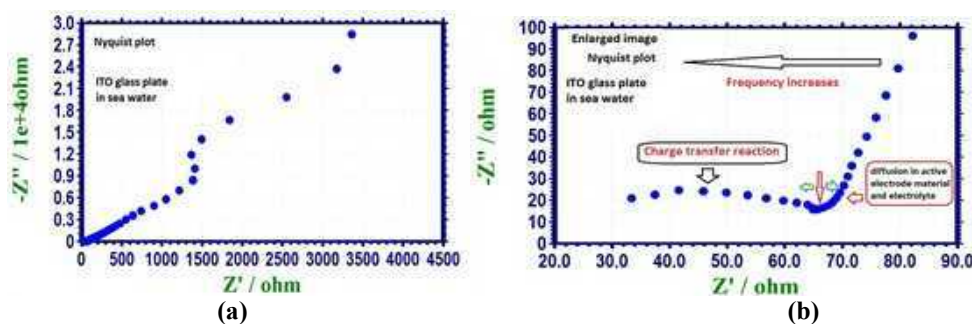 3.0
2.7
2.4
2.1
1.8
1.5
1.2
0.9
0.6
0.3
0
-Z'' / 1e+4ohm
Nyquist plot
ITO glass plate
in sea water
0 500 1000 1500 2000 2500 3000 3500 4000 4500
Z' / ohm
(a)
100
90
80
70
60
50
40
30
20
10
0
-Z'' / ohm
Enlarged image
Nyquist plot
ITO glass plate
in sea water
Frequency increases
Charge transfer reaction
diffusion in active
electrode material
and electrolyte
20.0 30.0 40.0 50.0 60.0 70.0 80.0 90.0
Z' / ohm
(b)